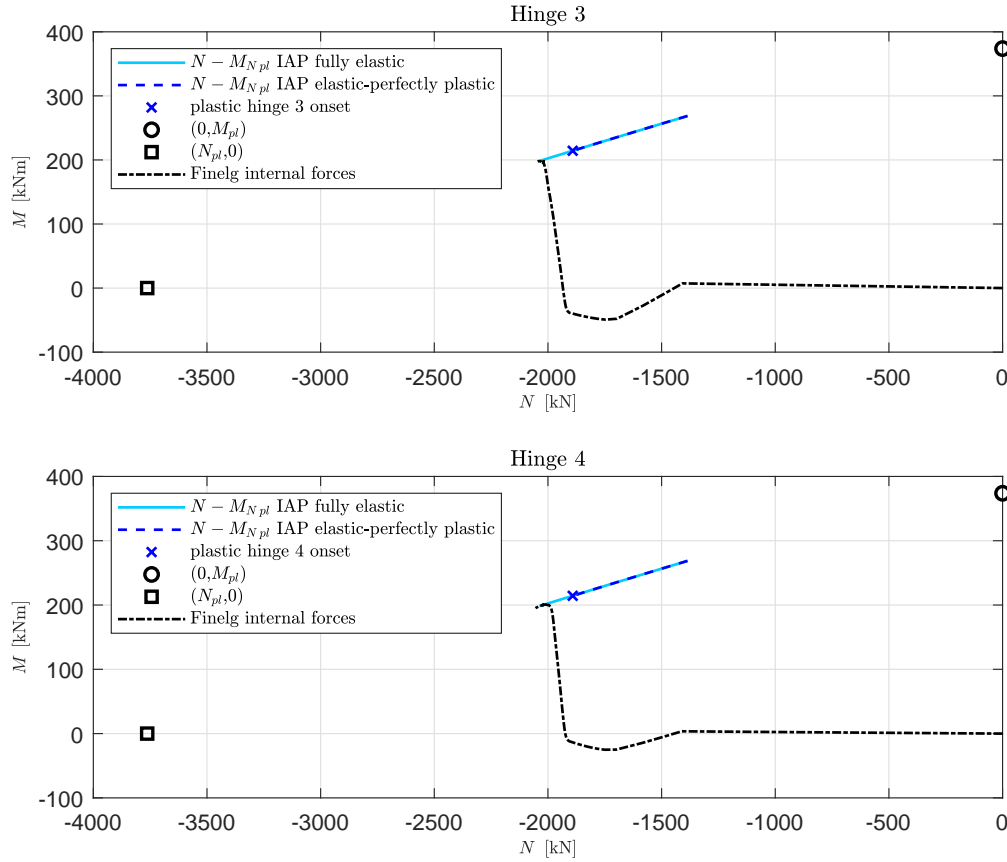 Hinge 3
400
300
200
100
0
-100
M [kNm]
N − M_{N pl} IAP fully elastic
N − M_{N pl} IAP elastic-perfectly plastic
plastic hinge 3 onset
(0,M_{pl})
(N_{pl},0)
Finelg internal forces
-4000 -3500 -3000 -2500 -2000 -1500 -1000 -500 0
N [kN]
Hinge 4
400
300
200
100
0
-100
M [kNm]
N − M_{N pl} IAP fully elastic
N − M_{N pl} IAP elastic-perfectly plastic
plastic hinge 4 onset
(0,M_{pl})
(N_{pl},0)
Finelg internal forces
-4000 -3500 -3000 -2500 -2000 -1500 -1000 -500 0
N [kN]